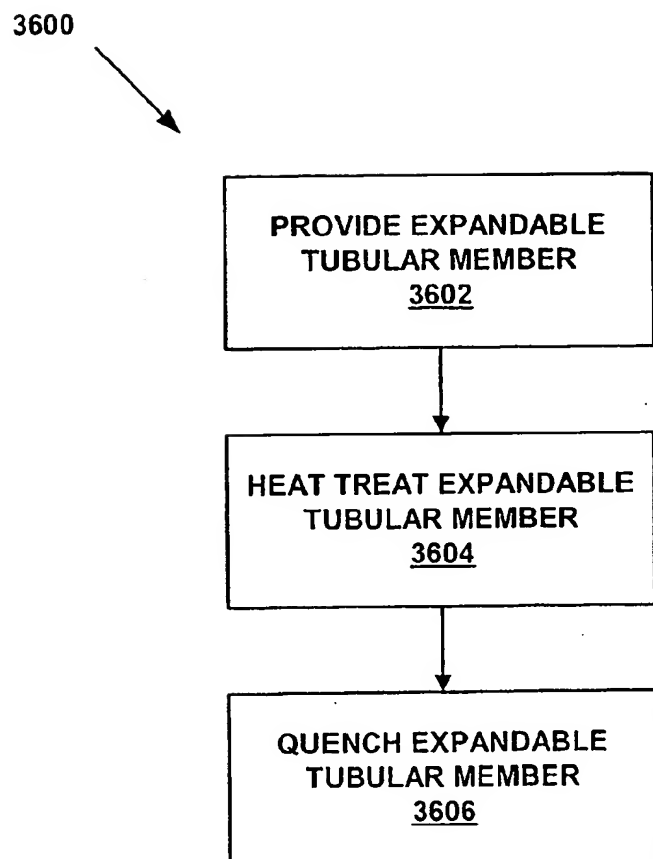 3600
PROVIDE EXPANDABLE
TUBULAR MEMBER
3602
HEAT TREAT EXPANDABLE
TUBULAR MEMBER
3604
QUENCH EXPANDABLE
TUBULAR MEMBER
3606